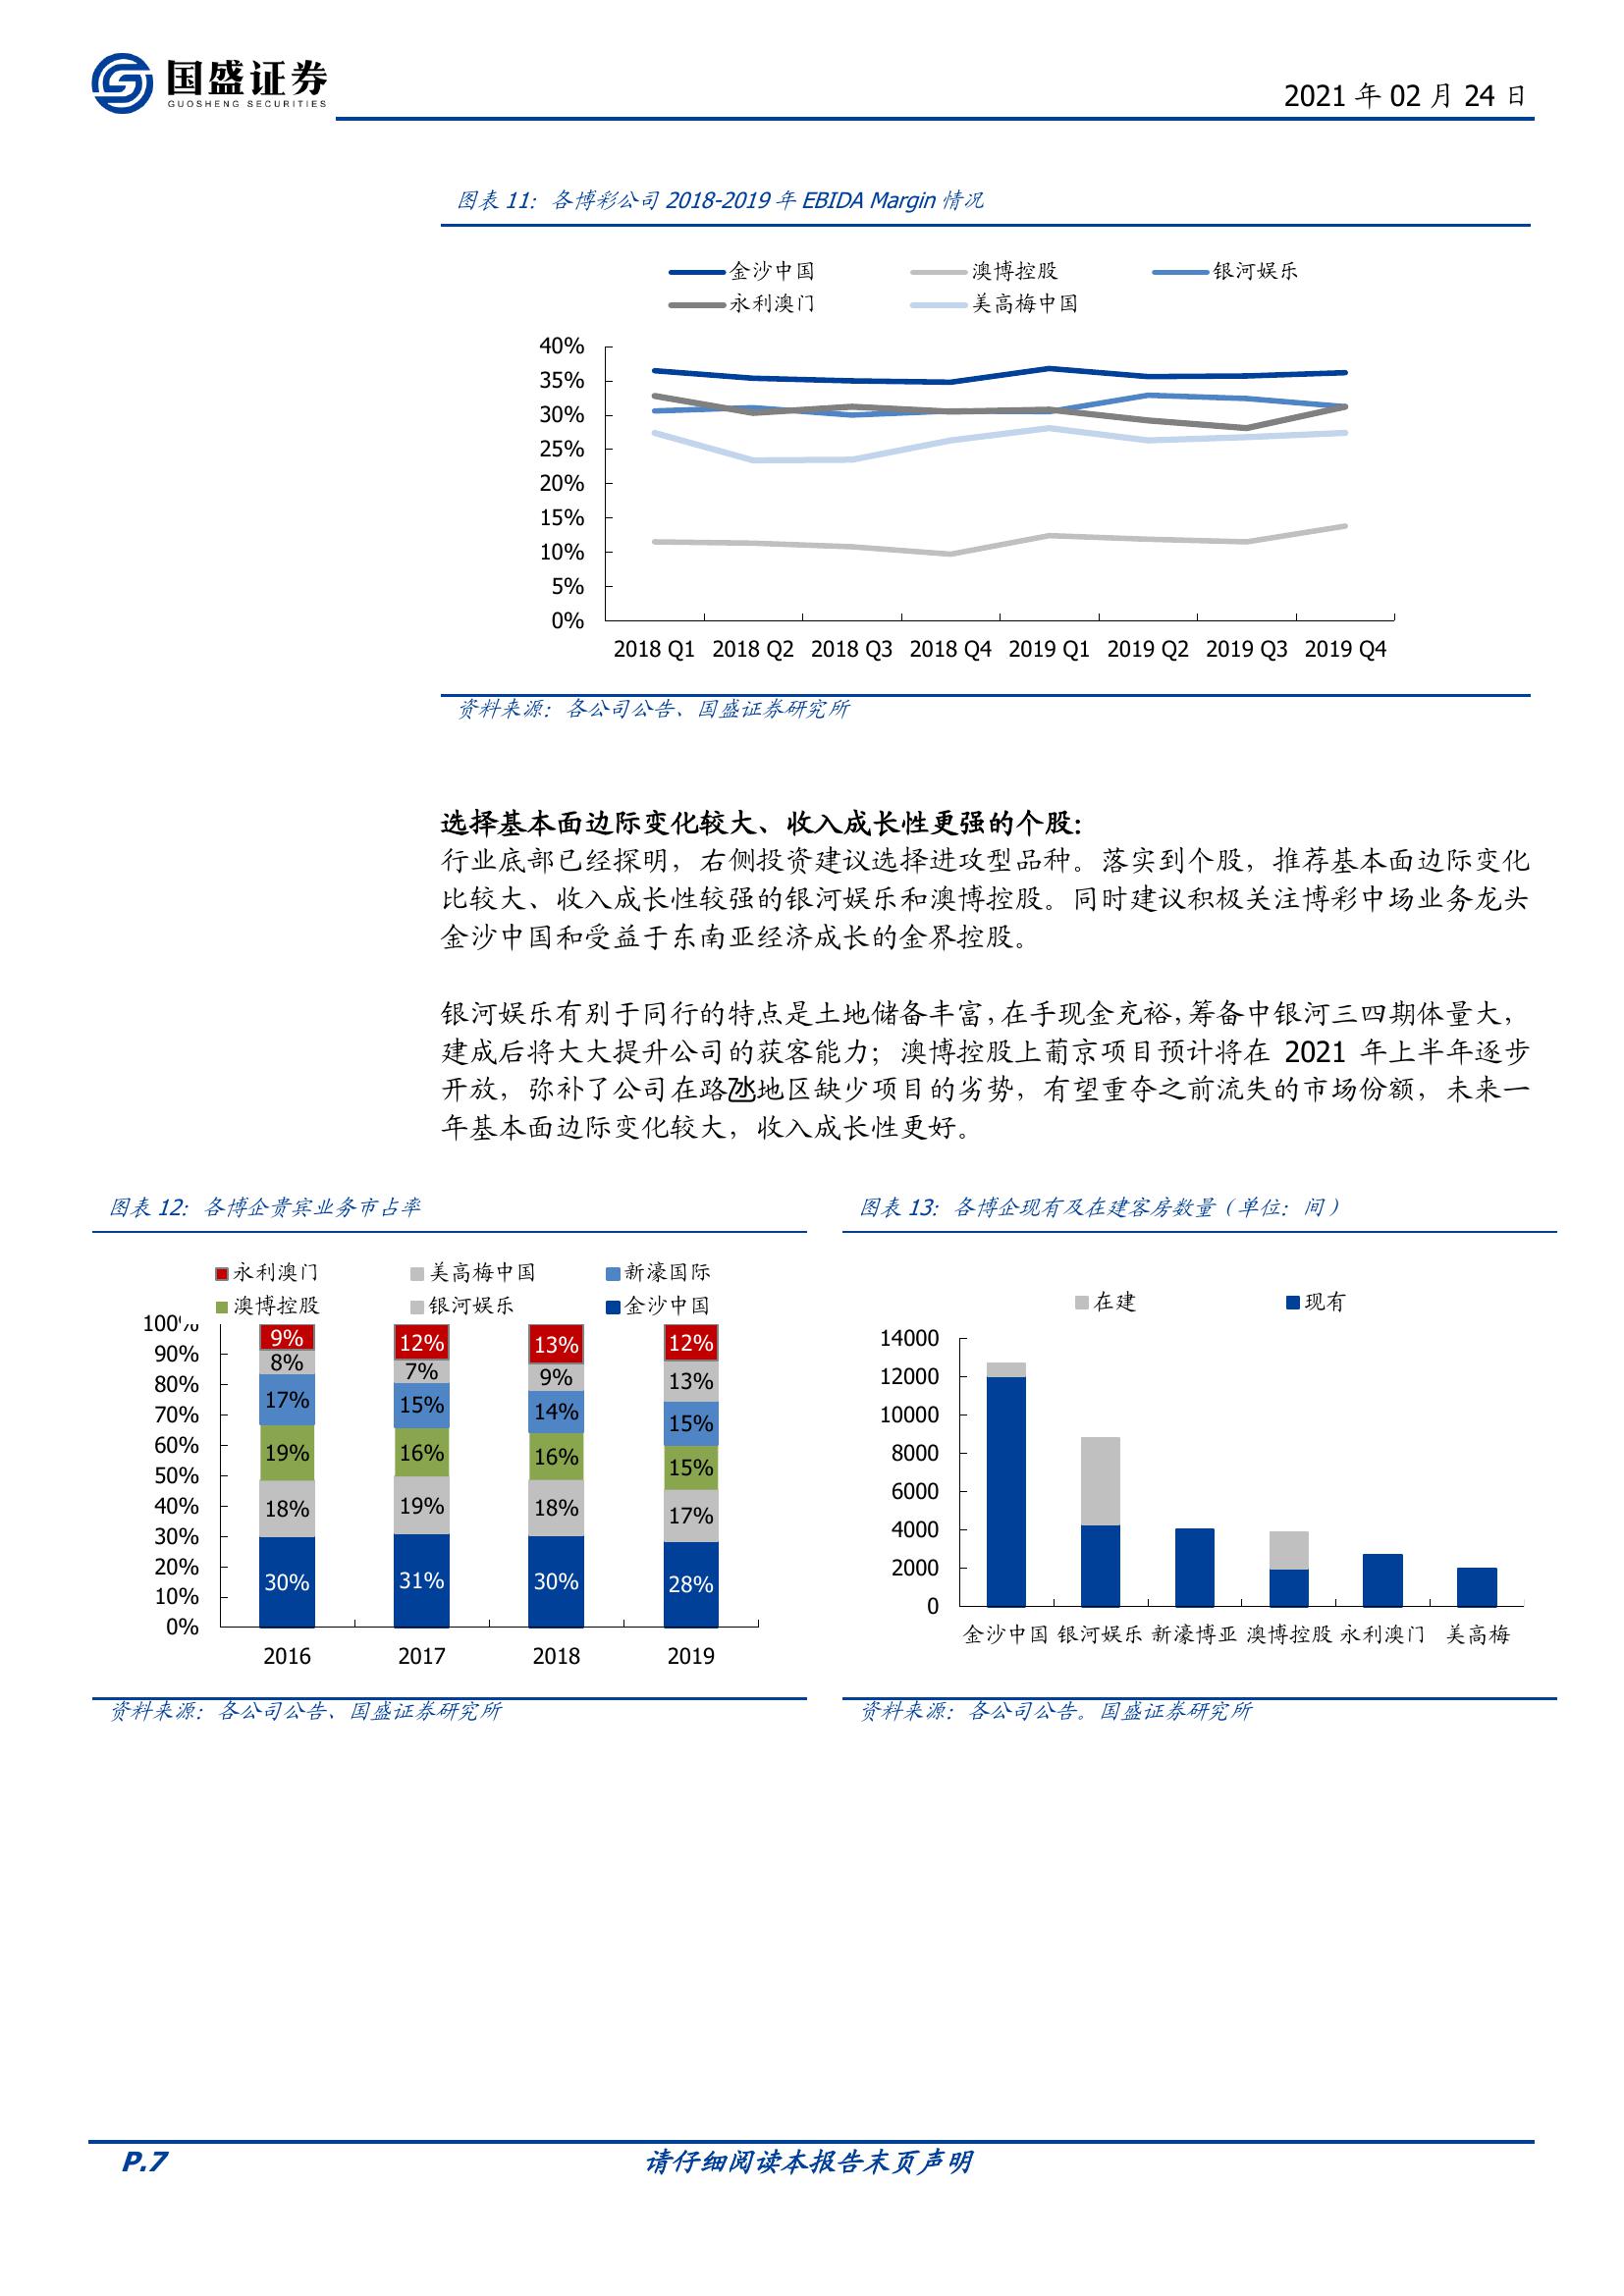 国盛证券
GUOSHENG SECURITIES
2021 年 02 月 24 日
图表 11：各博彩公司 2018-2019 年 EBIDA Margin 情况
金沙中国 澳博控股 银河娱乐
永利澳门 美高梅中国
40%
35%
30%
25%
20%
15%
10%
5%
0%
2018 Q1 2018 Q2 2018 Q3 2018 Q4 2019 Q1 2019 Q2 2019 Q3 2019 Q4
资料来源：各公司公告、国盛证券研究所
选择基本面边际变化较大、收入成长性更强的个股：
行业底部已经探明，右侧投资建议选择进攻型品种。落实到个股，推荐基本面边际变化
比较大、收入成长性较强的银河娱乐和澳博控股。同时建议积极关注博彩中场业务龙头
金沙中国和受益于东南亚经济成长的金界控股。
银河娱乐有别于同行的特点是土地储备丰富，在手现金充裕，筹备中银河三四期体量大，
建成后将大大提升公司的获客能力；澳博控股上葡京项目预计将在 2021 年上半年逐步
开放，弥补了公司在路氹地区缺少项目的劣势，有望重夺之前流失的市场份额，未来一
年基本面边际变化较大，收入成长性更好。
图表 12：各博企贵宾业务市占率
永利澳门 美高梅中国 新濠国际
澳博控股 银河娱乐 金沙中国
100%
90%
80%
70%
60%
50%
40%
30%
20%
10%
0%
9% 12% 13% 12%
8% 7% 9% 13%
17% 15% 14% 15%
19% 16% 16% 15%
18% 19% 18% 17%
30% 31% 30% 28%
2016 2017 2018 2019
资料来源：各公司公告、国盛证券研究所
图表 13：各博企现有及在建客房数量（单位：间）
在建 现有
14000
12000
10000
8000
6000
4000
2000
0
金沙中国 银河娱乐 新濠博亚 澳博控股 永利澳门 美高梅
资料来源：各公司公告。国盛证券研究所
P.7
请仔细阅读本报告末页声明